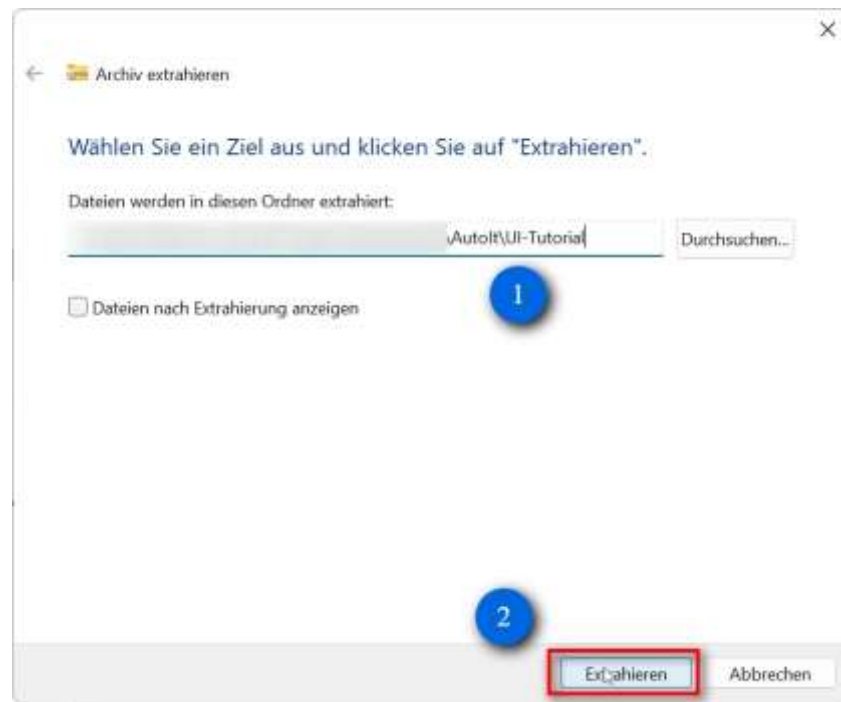 Archiv extrahieren
Wählen Sie ein Ziel aus und klicken Sie auf "Extrahieren".
Dateien werden in diesen Ordner extrahiert:
\AutoIt\UI-Tutorial
Durchsuchen...
1
Dateien nach Extrahierung anzeigen
2
Extrahieren
Abbrechen